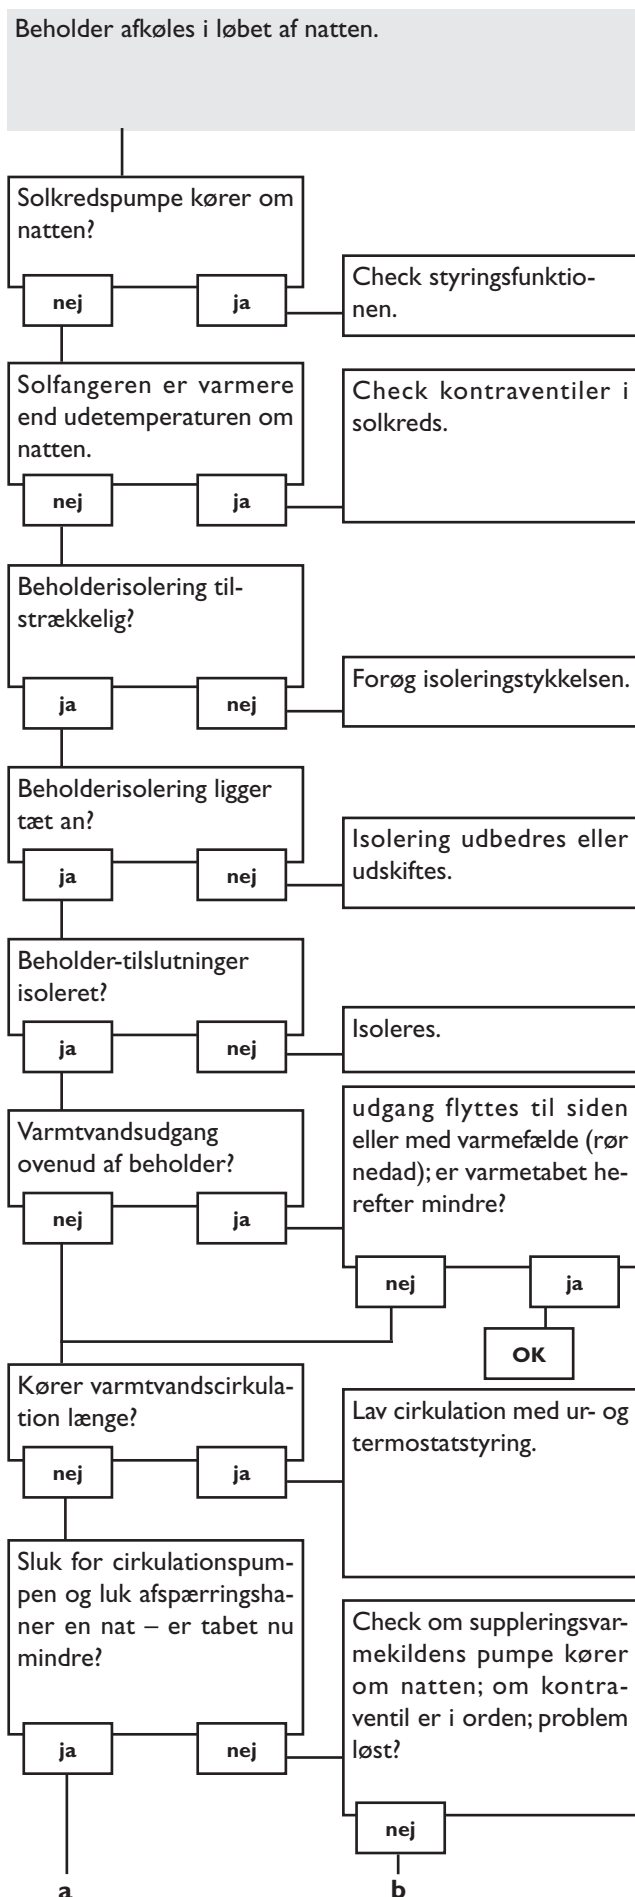 Beholder afkøles i løbet af natten.
Solkredspumpe kører om
natten?
nej
ja
Check styringsfunktio-
nen.
Solfangeren er varmere
end udetemperaturen om
natten.
nej
ja
Check kontraventiler i
solkreds.
Beholderisolering til-
strækkelig?
ja
nej
Forøg isoleringstykkelsen.
Beholderisolering ligger
tæt an?
ja
nej
Isolering udbedres eller
udskiftes.
Beholder-tilslutninger
isoleret?
ja
nej
Isoleres.
Varmtvandsudgang
ovenud af beholder?
nej
ja
udgang flyttes til siden
eller med varmefælde (rør
nedad); er varmetabet he-
refter mindre?
nej
ja
OK
Kører varmtvandscirkula-
tion længe?
nej
ja
Lav cirkulation med ur- og
termostatstyring.
Sluk for cirkulationspum-
pen og luk afspærringsha-
ner en nat – er tabet nu
mindre?
ja
nej
Check om suppleringsvar-
mekildens pumpe kører
om natten; om kontra-
ventil er i orden; problem
løst?
nej
a
b